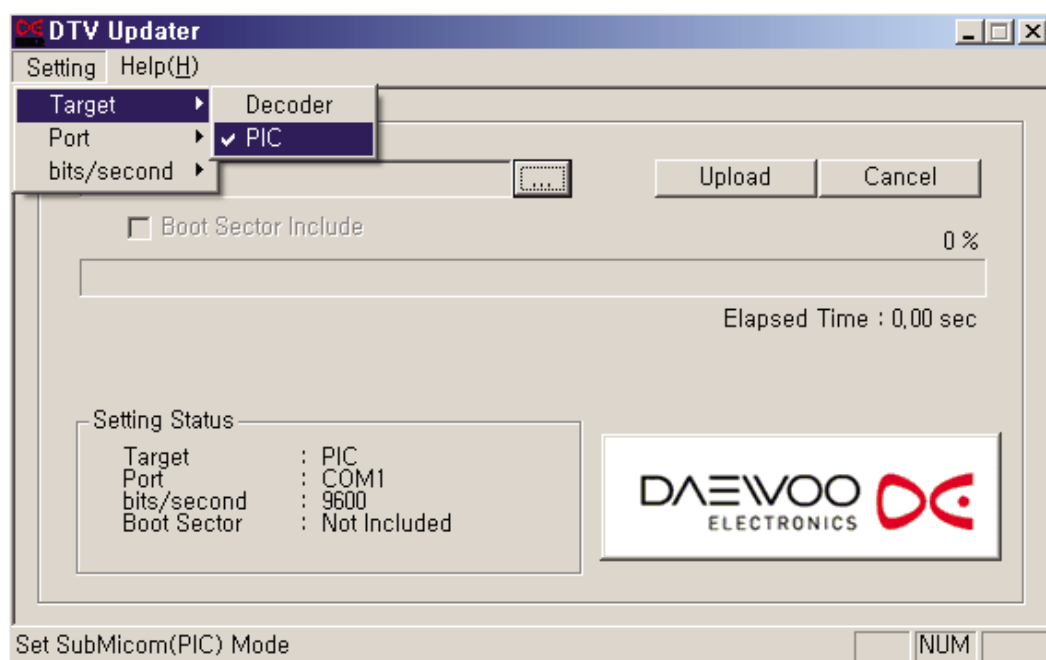 DTV Updater
Setting Help(H)
Target Decoder
Port PIC
bits/second
... Upload Cancel
Boot Sector Include
0 %
Elapsed Time : 0,00 sec
Setting Status
Target : PIC
Port : COM1
bits/second : 9600
Boot Sector : Not Included
DAEWOO
ELECTRONICS
Set SubMicom(PIC) Mode NUM